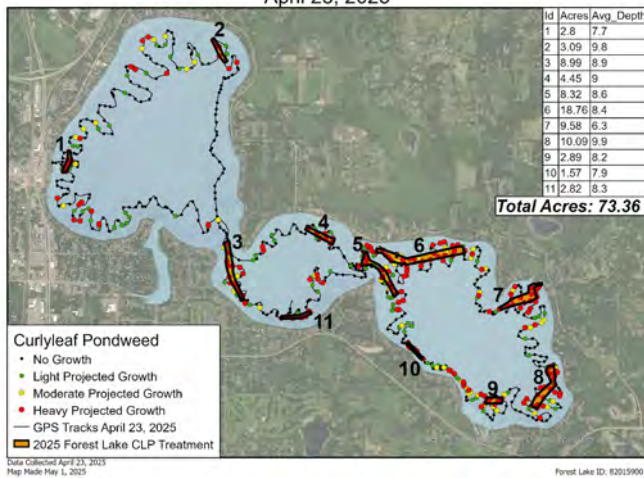 April 23, 2025
Id Acres Avg_Depth
1 2.8 7.7
2 3.09 9.8
3 8.99 8.9
4 4.45 9
5 8.32 8.6
6 18.76 8.4
7 9.58 6.3
8 10.09 9.9
9 2.89 8.2
10 1.57 7.9
11 2.82 8.3
Total Acres: 73.36
2
1
4
3
5
6
7
11
10
9
8
Curlyleaf Pondweed
No Growth
Light Projected Growth
Moderate Projected Growth
Heavy Projected Growth
GPS Tracks April 23, 2025
2025 Forest Lake CLP Treatment
Data Collected April 23, 2025
Map Made May 1, 2025
Forest Lake ID: 82015900